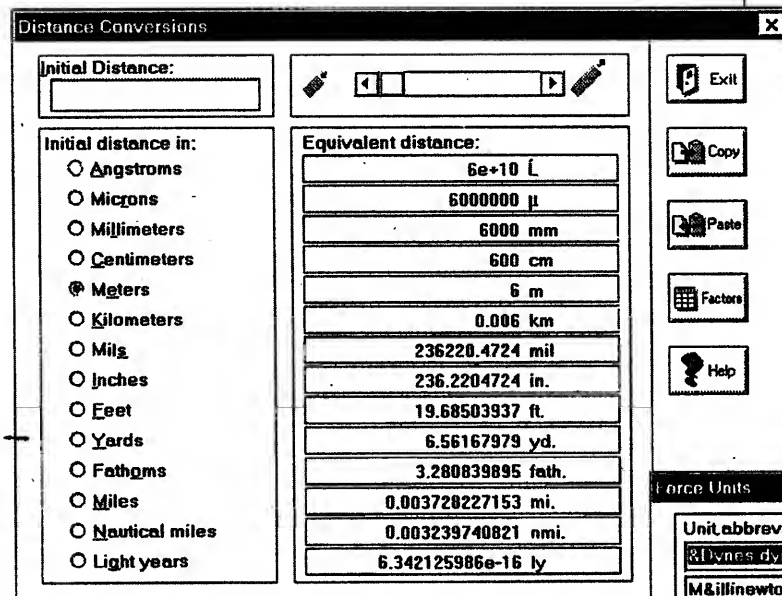 Distance Conversions
Initial Distance:
Exit
Initial distance in:
Equivalent distance:
Angstroms
6e+10 Ĺ
Microns
6000000 µ
Millimeters
6000 mm
Centimeters
600 cm
Meters
6 m
Kilometers
0.006 km
Mils
236220.4724 mil
Inches
236.2204724 in.
Feet
19.68503937 ft.
Yards
6.56167979 yd.
Fathoms
3.280839895 fath.
Miles
0.003728227153 mi.
Nautical miles
0.003239740821 nmi.
Light years
6.342125986e-16 ly
Copy
Paste
Factors
Help
Force Units
Unit,abbrev
&Dynes dy
M&illinewto